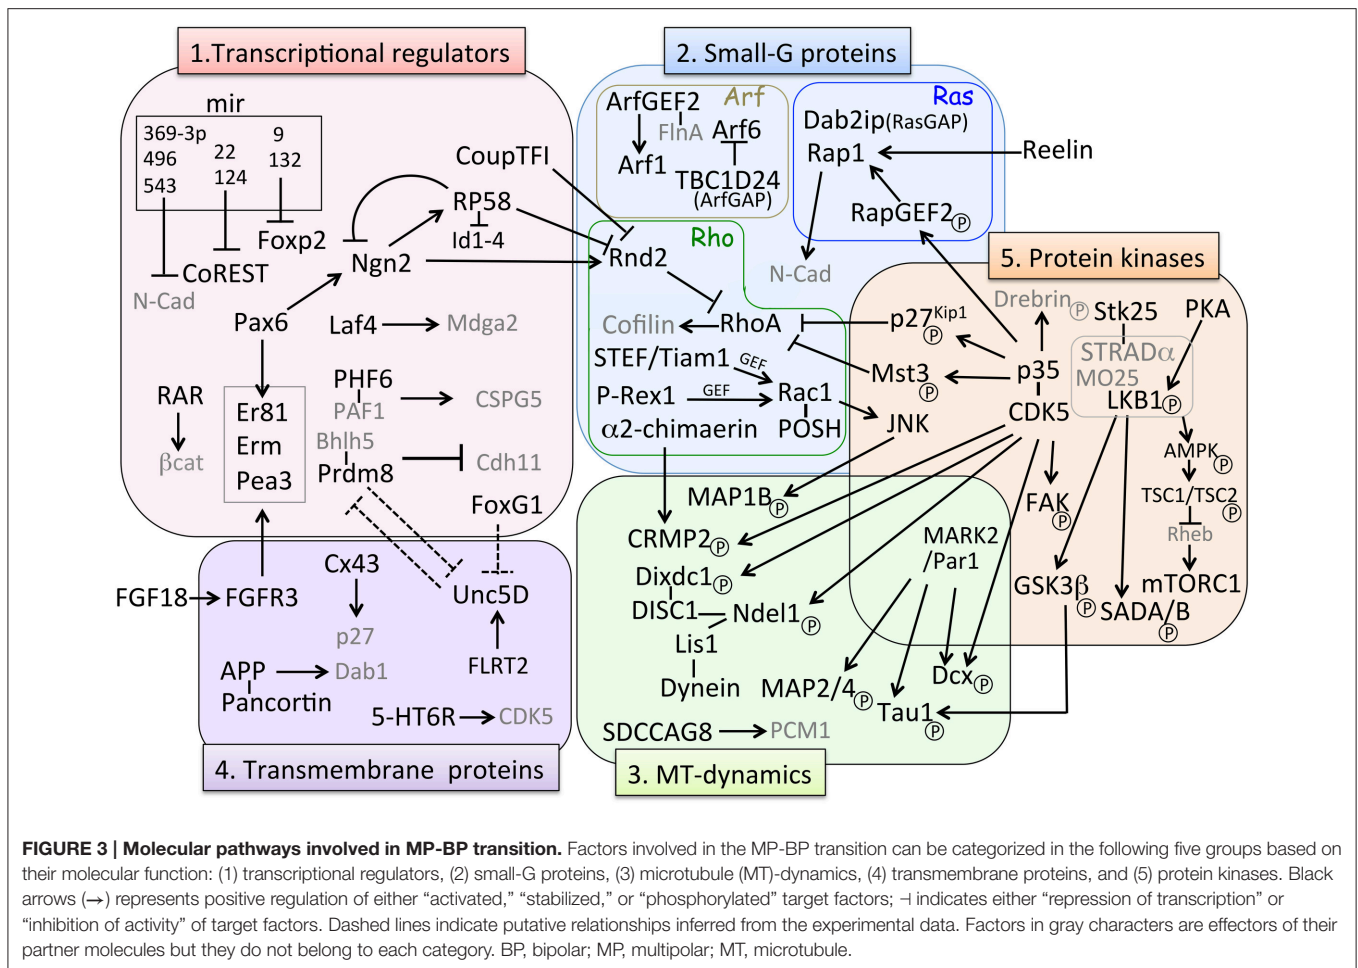 1.Transcriptional regulators
mir
369-3p
496
543
22
124
9
132
Foxp2
CoREST
N-Cad
CoupTFI
RP58
Id1-4
Ngn2
Pax6
Laf4
Mdga2
RAR
βcat
Er81
Erm
Pea3
PHF6
PAF1
CSPG5
Bhlh5
Prdm8
Cdh11
FoxG1
2. Small-G proteins
Arf
ArfGEF2
FlnA
Arf6
Arf1
TBC1D24
(ArfGAP)
Ras
Dab2ip(RasGAP)
Rap1
Reelin
RapGEF2 P
N-Cad
Rho
Rnd2
Cofilin
RhoA
STEF/Tiam1
GEF
P-Rex1
GEF
Rac1
α2-chimaerin
POSH
5. Protein kinases
Drebrin P
Stk25
PKA
p27Kip1
P
STRADα
MO25
LKB1 P
Mst3 P
p35
CDK5
JNK
AMPK P
TSC1/TSC2
P
Rheb
mTORC1
FAK
P
GSK3β
P
SADA/B
P
MARK2
/Par1
MAP1B P
CRMP2 P
Dixdc1 P
DISC1
Ndel1 P
Lis1
Dynein
MAP2/4 P
Dcx P
Tau1
P
SDCCAG8
PCM1
3. MT-dynamics
FGF18
FGFR3
Cx43
p27
Unc5D
APP
Dab1
Pancortin
FLRT2
5-HT6R
CDK5
4. Transmembrane proteins
FIGURE 3 | Molecular pathways involved in MP-BP transition. Factors involved in the MP-BP transition can be categorized in the following five groups based on
their molecular function: (1) transcriptional regulators, (2) small-G proteins, (3) microtubule (MT)-dynamics, (4) transmembrane proteins, and (5) protein kinases. Black
arrows (→) represents positive regulation of either “activated,” “stabilized,” or “phosphorylated” target factors; ⊣ indicates either “repression of transcription” or
“inhibition of activity” of target factors. Dashed lines indicate putative relationships inferred from the experimental data. Factors in gray characters are effectors of their
partner molecules but they do not belong to each category. BP, bipolar; MP, multipolar; MT, microtubule.